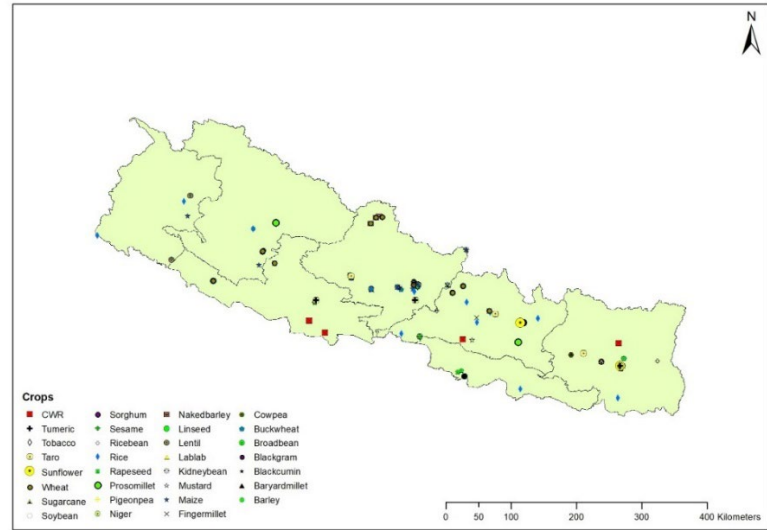 N
Crops
CWR
Tumeric
Tobacco
Taro
Sunflower
Wheat
Sugarcane
Soybean
Sorghum
Sesame
Ricebean
Rice
Rapeseed
Prosomillet
Pigeonpea
Niger
Nakedbarley
Linseed
Lentil
Lablab
Kidneybean
Mustard
Maize
Fingermillet
Cowpea
Buckwheat
Broadbean
Blackgram
Blackcumin
Baryardmillet
Barley
0 50 100 200 300 400 Kilometers